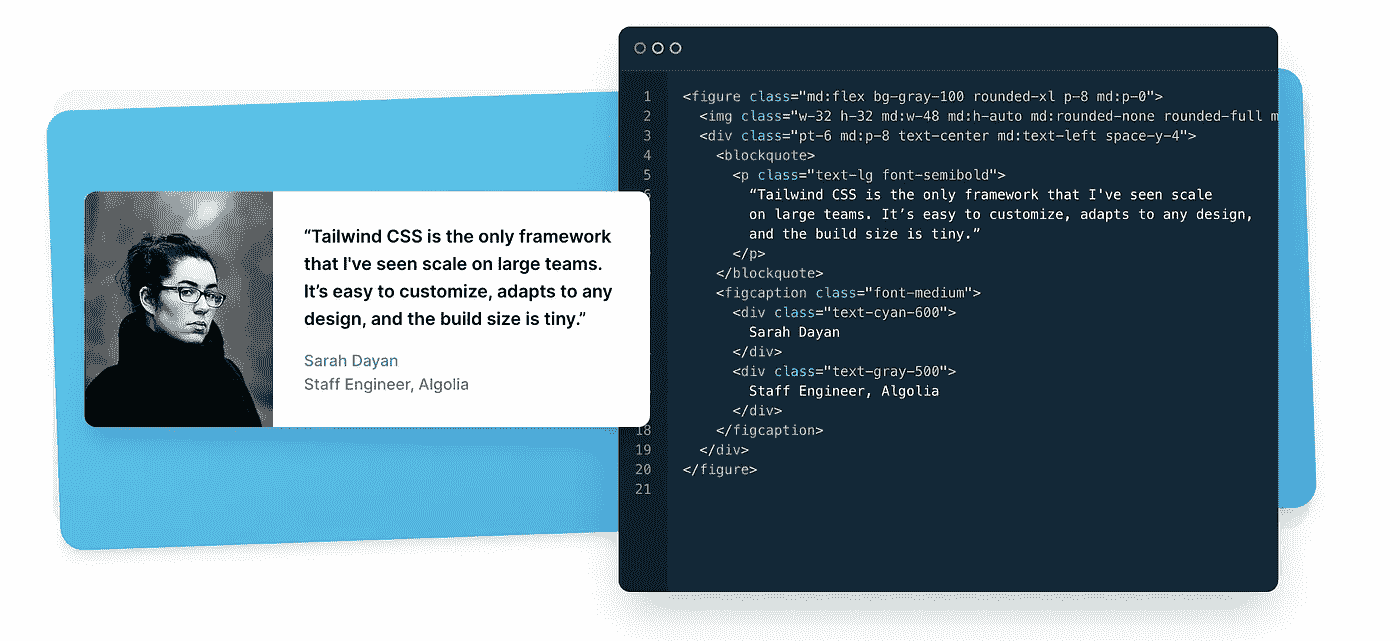 “Tailwind CSS is the only framework
that I've seen scale on large teams.
It’s easy to customize, adapts to any
design, and the build size is tiny.”
Sarah Dayan
Staff Engineer, Algolia
1 <figure class="md:flex bg-gray-100 rounded-xl p-8 md:p-0">
2 <img class="w-32 h-32 md:w-48 md:h-auto md:rounded-none rounded-full m
3 <div class="pt-6 md:p-8 text-center md:text-left space-y-4">
4 <blockquote>
5 <p class="text-lg font-semibold">
“Tailwind CSS is the only framework that I've seen scale
on large teams. It’s easy to customize, adapts to any design,
and the build size is tiny.”
</p>
</blockquote>
<figcaption class="font-medium">
<div class="text-cyan-600">
Sarah Dayan
</div>
<div class="text-gray-500">
Staff Engineer, Algolia
</div>
18 </figcaption>
19 </div>
20 </figure>
21